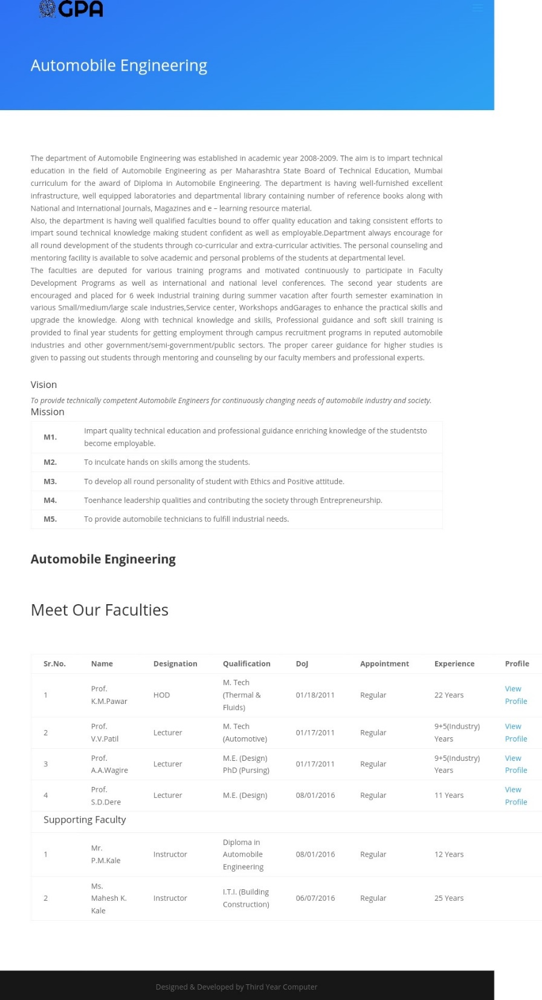 GPA
Automobile Engineering
The department of Automobile Engineering was established in academic year 2008-2009. The aim is to impart technical
education in the field of Automobile Engineering as per Maharashtra State Board of Technical Education, Mumbai
curriculum for the award of Diploma in Automobile Engineering. The department is having well-furnished excellent
infrastructure, well equipped laboratories and departmental library containing number of reference books along with
National and International Journals, Magazines and e – learning resource material.
Also, the department is having well qualified faculties bound to offer quality education and taking consistent efforts to
impart sound technical knowledge making student confident as well as employable.Department always encourage for
all round development of the students through co-curricular and extra-curricular activities. The personal counseling and
mentoring facility is available to solve academic and personal problems of the students at departmental level.
The faculties are deputed for various training programs and motivated continuously to participate in Faculty
Development Programs as well as international and national level conferences. The second year students are
encouraged and placed for 6 week industrial training during summer vacation after fourth semester examination in
various Small/medium/large scale industries,Service center, Workshops andGarages to enhance the practical skills and
upgrade the knowledge. Along with technical knowledge and skills, Professional guidance and soft skill training is
provided to final year students for getting employment through campus recruitment programs in reputed automobile
industries and other government/semi-government/public sectors. The proper career guidance for higher studies is
given to passing out students through mentoring and counseling by our faculty members and professional experts.
Vision
To provide technically competent Automobile Engineers for continuously changing needs of automobile industry and society.
Mission
M1. Impart quality technical education and professional guidance enriching knowledge of the studentsto
become employable.
M2. To inculcate hands on skills among the students.
M3. To develop all round personality of student with Ethics and Positive attitude.
M4. Toenhance leadership qualities and contributing the society through Entrepreneurship.
M5. To provide automobile technicians to fulfill industrial needs.
Automobile Engineering
Meet Our Faculties
Sr.No. Name Designation Qualification DoJ Appointment Experience Profile
1 Prof. K.M.Pawar HOD M. Tech (Thermal & Fluids) 01/18/2011 Regular 22 Years View Profile
2 Prof. V.V.Patil Lecturer M. Tech (Automotive) 01/17/2011 Regular 9+5(Industry) Years View Profile
3 Prof. A.A.Wagire Lecturer M.E. (Design) PhD (Pursing) 01/17/2011 Regular 9+5(Industry) Years View Profile
4 Prof. S.D.Dere Lecturer M.E. (Design) 08/01/2016 Regular 11 Years View Profile
Supporting Faculty
1 Mr. P.M.Kale Instructor Diploma in Automobile Engineering 08/01/2016 Regular 12 Years
2 Ms. Mahesh K. Kale Instructor I.T.I. (Building Construction) 06/07/2016 Regular 25 Years
Designed & Developed by Third Year Computer